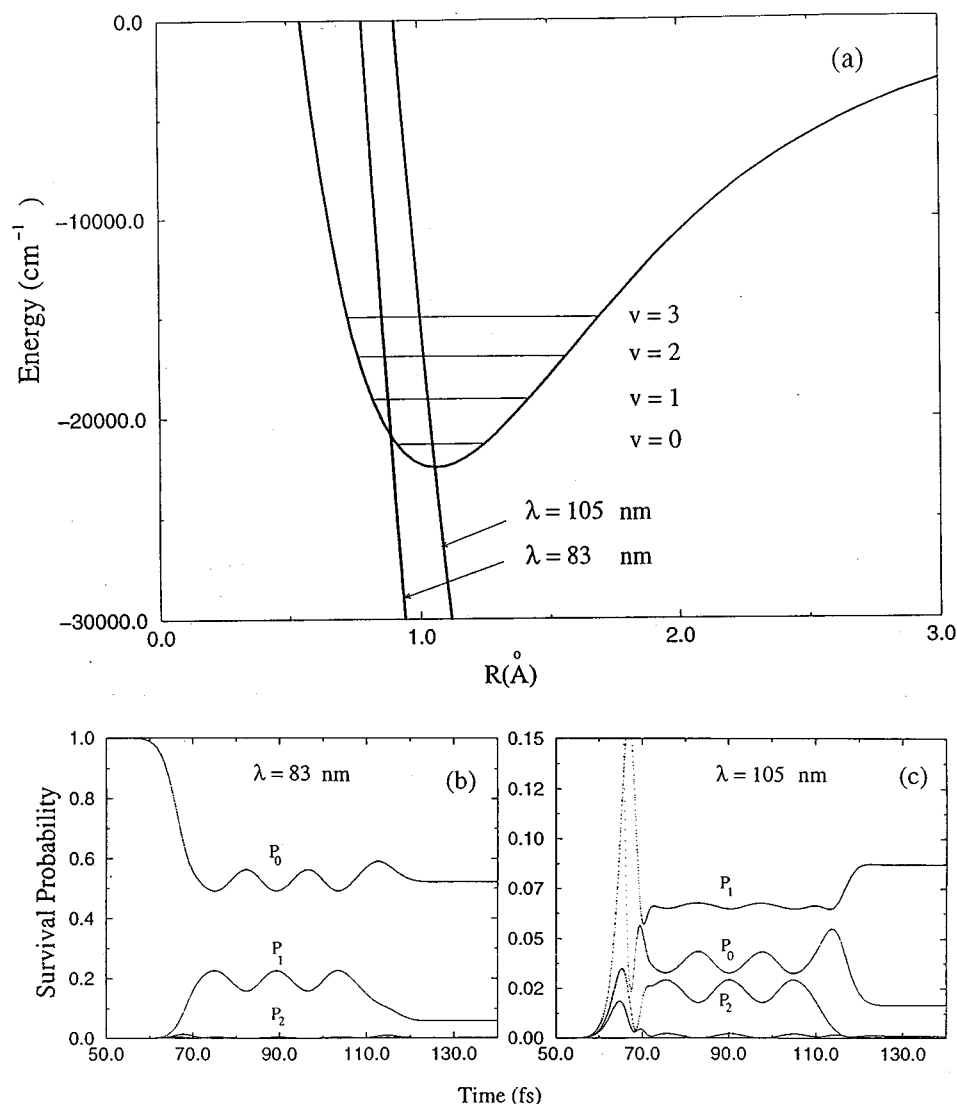 (a)
0.0
−10000.0
−20000.0
−30000.0
Energy (cm⁻¹)
v = 3
v = 2
v = 1
v = 0
λ = 105 nm
λ = 83 nm
0.0 1.0 2.0 3.0
R(Å)
1.0
0.8
0.6
0.4
0.2
0.0
Survival Probability
λ = 83 nm
(b)
P₀
P₁
P₂
50.0 70.0 90.0 110.0 130.0
0.15
0.13
0.10
0.07
0.05
0.02
0.00
λ = 105 nm
(c)
P₁
P₀
P₂
50.0 70.0 90.0 110.0 130.0
Time (fs)